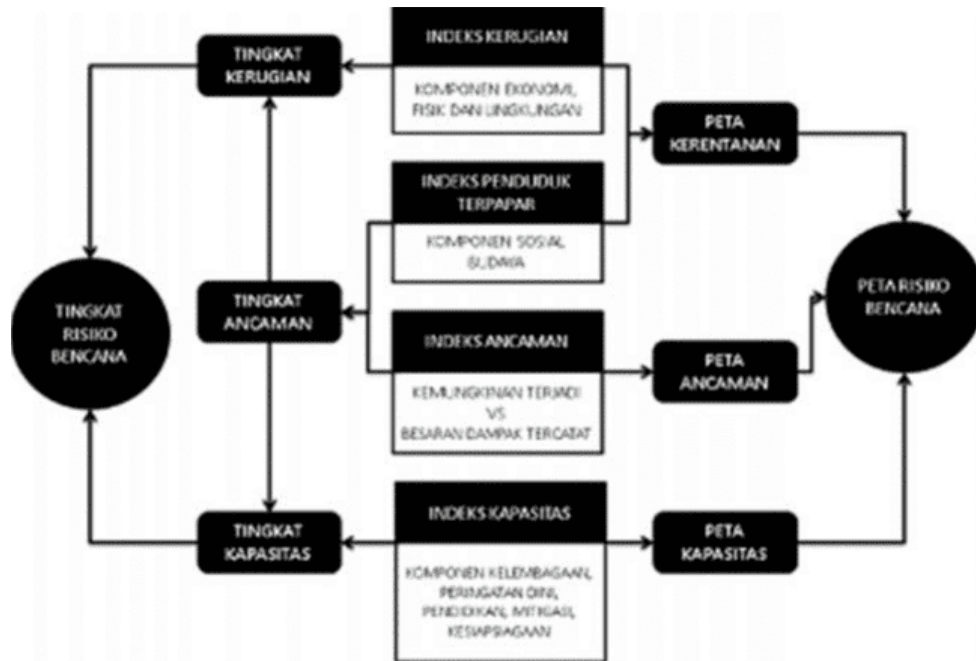 INDEKS KERUGIAN
KOMPONEN EKONOMI,
FISIK DAN LINGKUNGAN
TINGKAT
KERUGIAN
PETA
KERENTANAN
INDEKS PENDUDUK
TERPAPAR
KOMPONEN SOSIAL
BUDAYA
TINGKAT
RISIKO
BENCANA
TINGKAT
ANCAMAN
PETA RISIKO
BENCANA
INDEKS ANCAMAN
KEMUNGKINAN TERJADI
VS
BESARAN DAMPAK TERCATAT
PETA
ANCAMAN
INDEKS KAPASITAS
KOMPONEN KELEMBAGAAN,
PERINGATAN DINI,
PENDIDIKAN, MITIGASI,
KESIAPSIAGAAN
TINGKAT
KAPASITAS
PETA
KAPASITAS